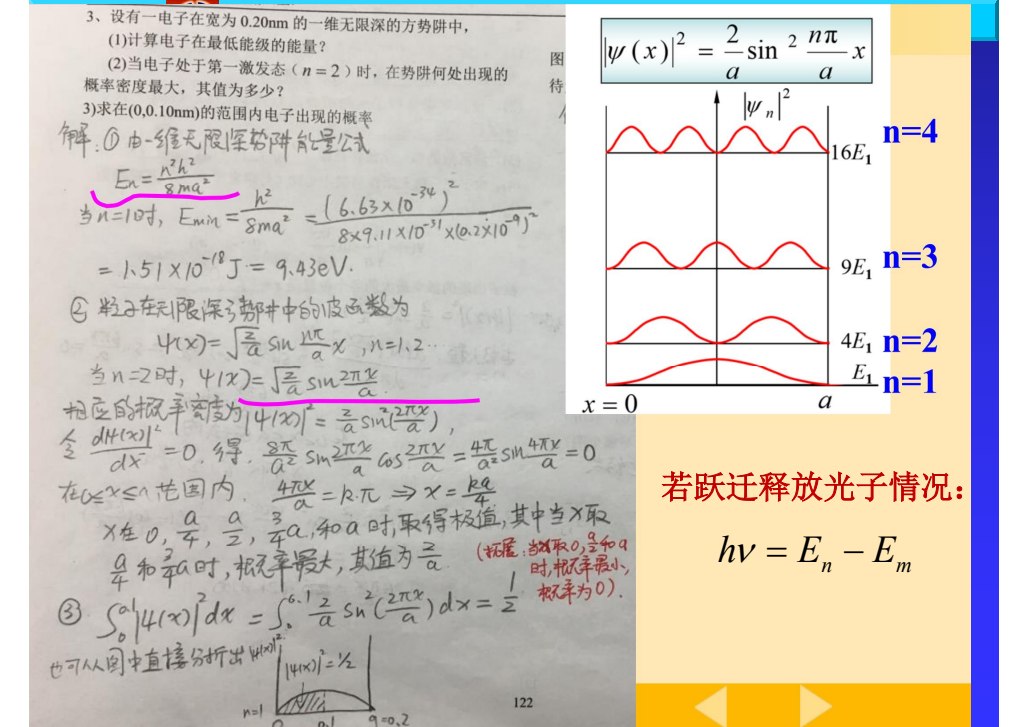 3、设有一电子在宽为 0.20nm 的一维无限深的方势阱中，
(1)计算电子在最低能级的能量？
(2)当电子处于第一激发态（n = 2）时，在势阱何处出现的
概率密度最大，其值为多少？
3)求在(0,0.10nm)的范围内电子出现的概率
解：① 由一维无限深势阱能量公式
En = n²h²/8ma²
当n=1时，Emin = h²/8ma² = (6.63×10⁻³⁴)²/8×9.11×10⁻³¹×(0.2×10⁻⁹)²
= 1.51×10⁻¹⁸J = 9.43eV.
② 粒子在无限深势阱中的波函数为
ψ(x)=√2/a sin nπ/a x , n=1,2…
当n=2时，ψ(x)=√2/a sin 2πx/a.
相应的概率密度为|ψ(x)|² = 2/a sin²(2πx/a)，
令 d|ψ(x)|²/dx = 0. 得. 8π/a² sin 2πx/a cos 2πx/a = 4π/a² sin 4πx/a = 0
在0≤x≤a范围内. 4πx/a = k·π ⇒ x = ka/4
x在 0, a/4, a/2, 3/4a, 和 a 时,取得极值,其中当x取
a/4 和 3/4a 时,概率最大,其值为 2/a
(拓展：当x取0, a/2和a
时,概率最小,
概率为0).
③ ∫₀^0.1 |ψ(x)|² dx = ∫₀^0.1 2/a sin²(2πx/a) dx = 1/2
也可从图中直接分析出 |ψ(x)|²
|ψ(x)|²=1/2
n=1
0 0.1 a=0.2
122
图
待
|ψ(x)|² = 2/a sin² nπ/a x
|ψn|²
16E₁ n=4
9E₁ n=3
4E₁ n=2
E₁ n=1
x = 0 a
若跃迁释放光子情况：
hν = En − Em